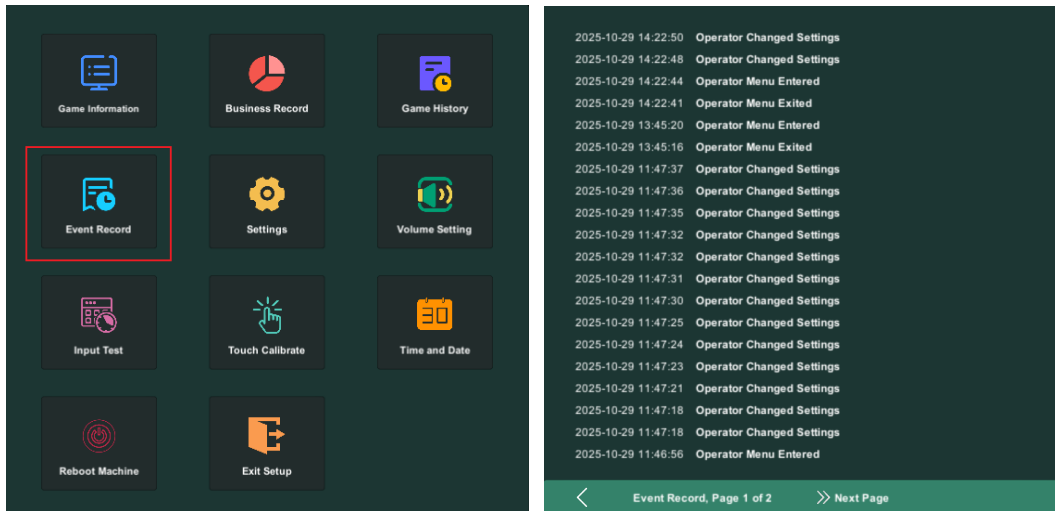 Game Information
Business Record
Game History
Event Record
Settings
Volume Setting
Input Test
Touch Calibrate
30
Time and Date
Reboot Machine
Exit Setup
2025-10-29 14:22:50 Operator Changed Settings
2025-10-29 14:22:48 Operator Changed Settings
2025-10-29 14:22:44 Operator Menu Entered
2025-10-29 14:22:41 Operator Menu Exited
2025-10-29 13:45:20 Operator Menu Entered
2025-10-29 13:45:16 Operator Menu Exited
2025-10-29 11:47:37 Operator Changed Settings
2025-10-29 11:47:36 Operator Changed Settings
2025-10-29 11:47:35 Operator Changed Settings
2025-10-29 11:47:32 Operator Changed Settings
2025-10-29 11:47:32 Operator Changed Settings
2025-10-29 11:47:31 Operator Changed Settings
2025-10-29 11:47:30 Operator Changed Settings
2025-10-29 11:47:25 Operator Changed Settings
2025-10-29 11:47:24 Operator Changed Settings
2025-10-29 11:47:23 Operator Changed Settings
2025-10-29 11:47:21 Operator Changed Settings
2025-10-29 11:47:18 Operator Changed Settings
2025-10-29 11:47:18 Operator Changed Settings
2025-10-29 11:46:56 Operator Menu Entered
Event Record, Page 1 of 2 Next Page